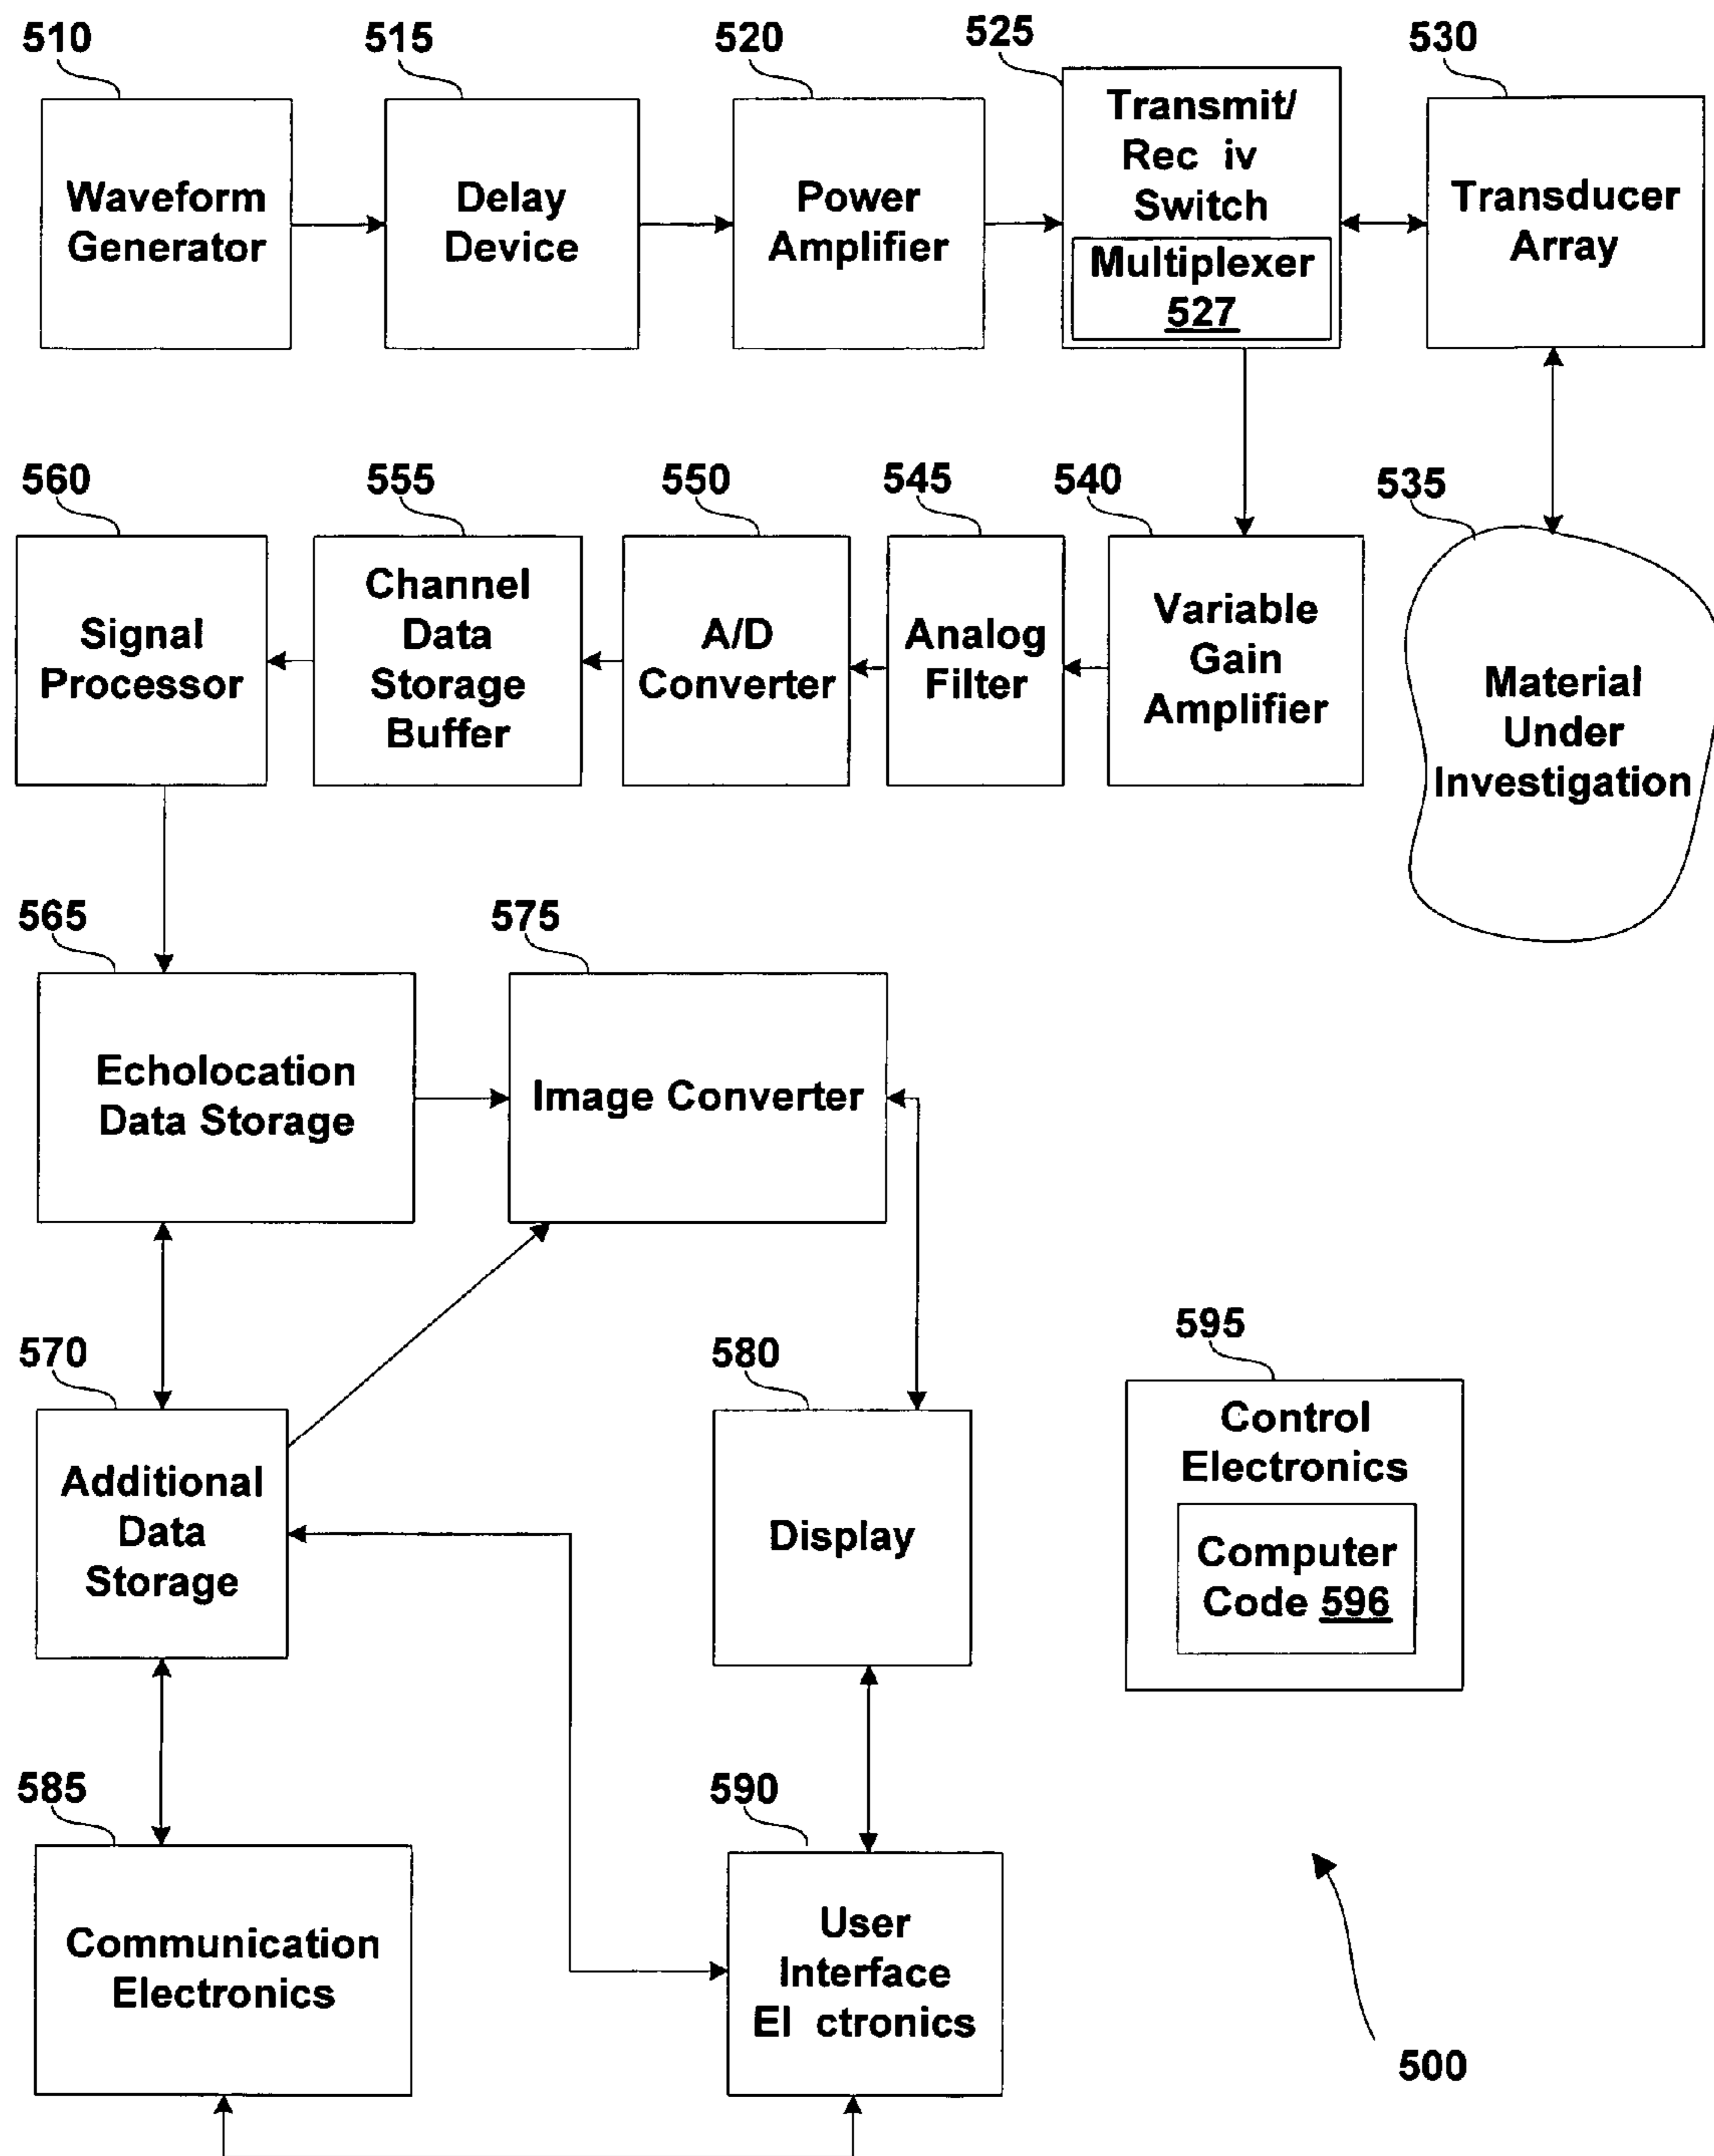 510
515
520
525
530
Waveform
Generator
Delay
Device
Power
Amplifier
Transmit/
Rec iv
Switch
Multiplexer
527
Transducer
Array
560
555
550
545
540
535
Signal
Processor
Channel
Data
Storage
Buffer
A/D
Converter
Analog
Filter
Variable
Gain
Amplifier
Material
Under
Investigation
565
575
Echolocation
Data Storage
Image Converter
570
580
595
Additional
Data
Storage
Display
Control
Electronics
Computer
Code 596
585
590
Communication
Electronics
User
Interface
El ctronics
500